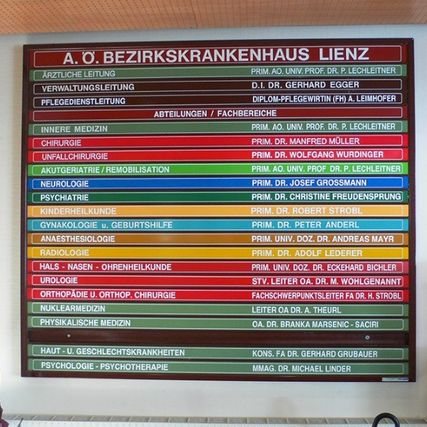 A. Ö. BEZIRKSKRANKENHAUS LIENZ
ÄRZTLICHE LEITUNG PRIM. AO. UNIV. PROF. DR. P. LECHLEITNER
VERWALTUNGSLEITUNG D.I. DR. GERHARD EGGER
PFLEGEDIENSTLEITUNG DIPLOM-PFLEGEWIRTIN (FH) A. LEIMHOFER
ABTEILUNGEN / FACHBEREICHE
INNERE MEDIZIN PRIM. AO. UNIV. PROF. DR. P. LECHLEITNER
CHIRURGIE PRIM. DR. MANFRED MÜLLER
UNFALLCHIRURGIE PRIM. DR. WOLFGANG WURDINGER
AKUTGERIATRIE / REMOBILISATION PRIM. AO. UNIV. PROF DR. P. LECHLEITNER
NEUROLOGIE PRIM. DR. JOSEF GROSSMANN
PSYCHIATRIE PRIM. DR. CHRISTINE FREUDENSPRUNG
KINDERHEILKUNDE PRIM. DR. ROBERT STROBL
GYNAKOLOGIE u. GEBURTSHILFE PRIM. DR. PETER ANDERL
ANAESTHESIOLOGIE PRIM. UNIV. DOZ. DR. ANDREAS MAYR
RADIOLOGIE PRIM. DR. ADOLF LEDERER
HALS - NASEN - OHRENHEILKUNDE PRIM. UNIV. DOZ. DR. ECKEHARD BICHLER
UROLOGIE STV. LEITER OA DR. M. WOHLGENANNT
ORTHOPÄDIE U. ORTHOP. CHIRURGIE FACHSCHWERPUNKTSLEITER FA DR. H. STROBL
NUKLEARMEDIZIN LEITER OA DR. A. THEURL
PHYSIKALISCHE MEDIZIN OA. DR. BRANKA MARSENIC - SACIRI
HAUT - U. GESCHLECHTSKRANKHEITEN KONS. FA DR. GERHARD GRUBAUER
PSYCHOLOGIE - PSYCHOTHERAPIE MMAG. DR. MICHAEL LINDER